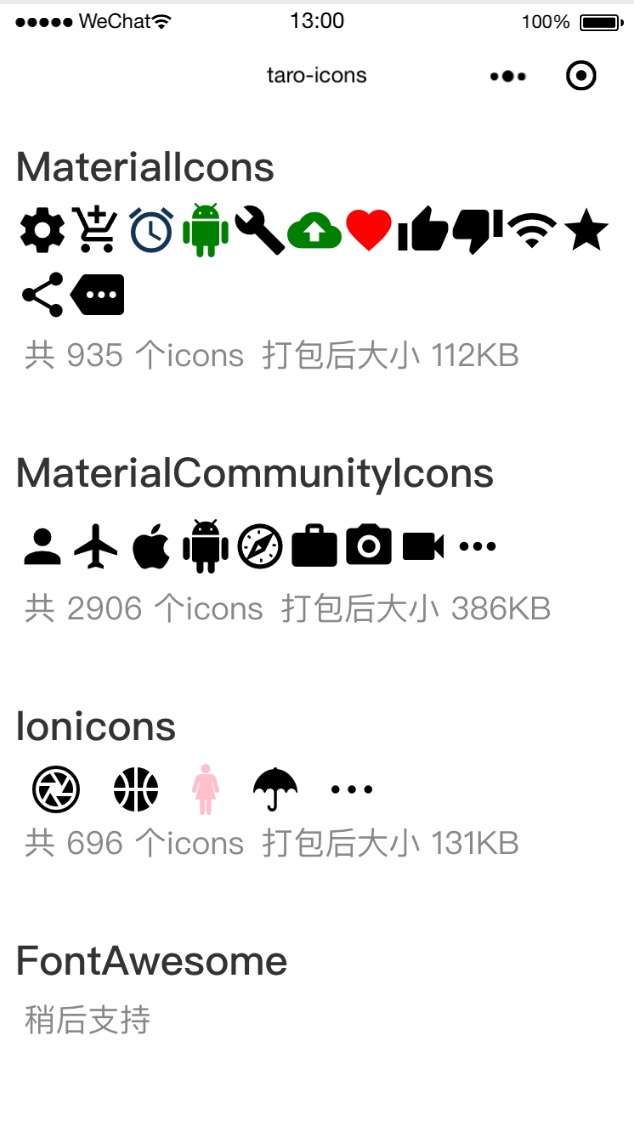 ●●●●● WeChat 13:00 100%
taro-icons
MaterialIcons
共 935 个icons 打包后大小 112KB
MaterialCommunityIcons
共 2906 个icons 打包后大小 386KB
Ionicons
共 696 个icons 打包后大小 131KB
FontAwesome
稍后支持